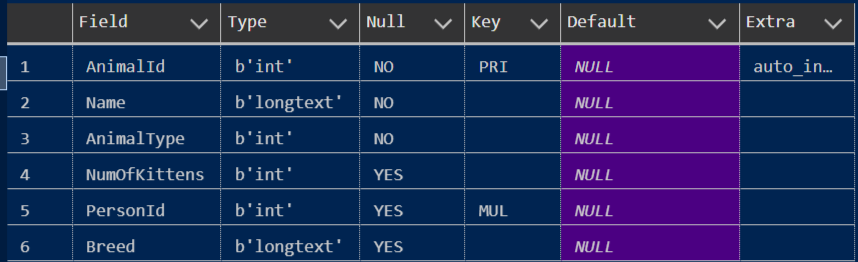 Field Type Null Key Default Extra
1 AnimalId b'int' NO PRI NULL auto_in…
2 Name b'longtext' NO NULL
3 AnimalType b'int' NO NULL
4 NumOfKittens b'int' YES NULL
5 PersonId b'int' YES MUL NULL
6 Breed b'longtext' YES NULL